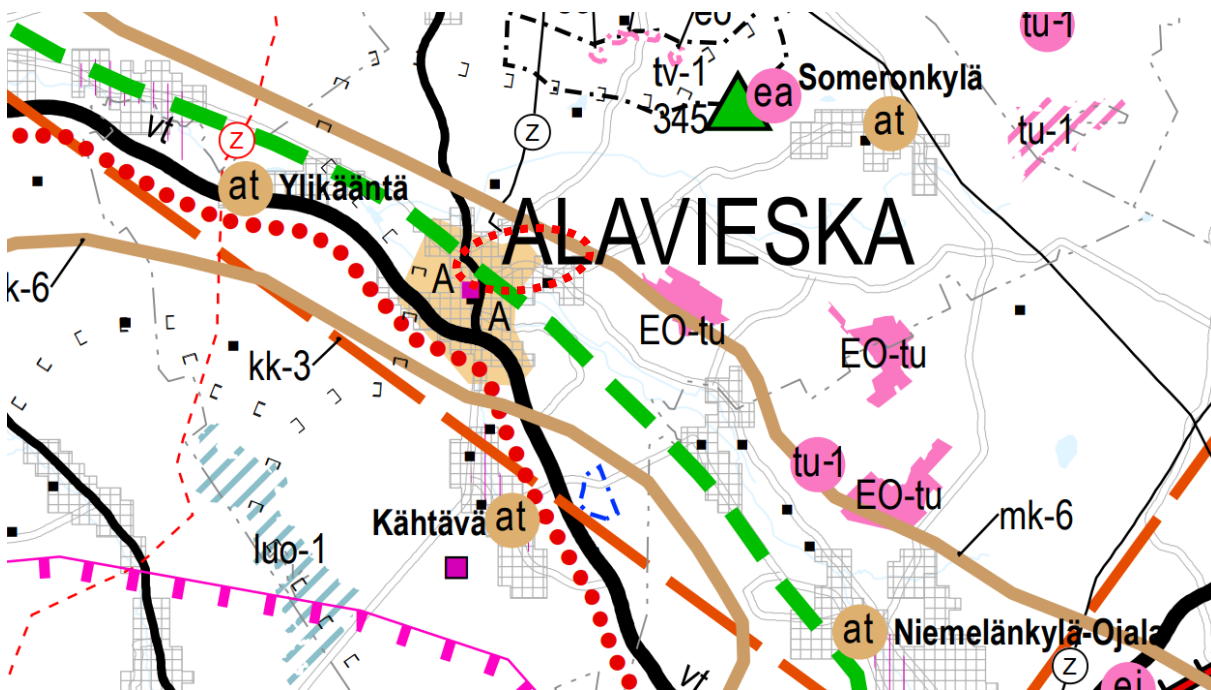 eo
tu-1
tv-1
345
ea
Someronkylä
at
tu-1
vt
Z
Z
at
Ylikääntä
ALAVIESKA
A
A
k-6
EO-tu
EO-tu
kk-3
tu-1
EO-tu
mk-6
Kähtävä
at
luo-1
at
Niemelänkylä-Ojala
Z
vt
ej